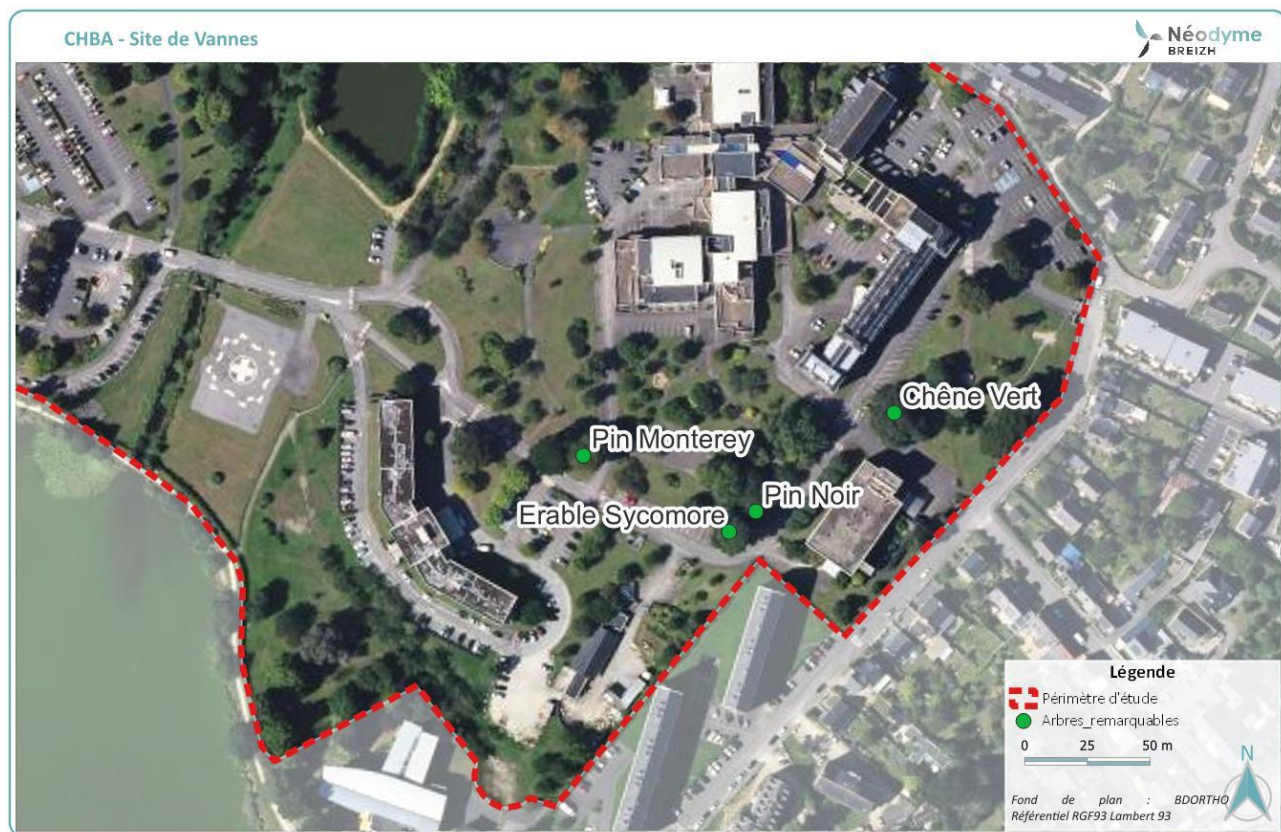 CHBA - Site de Vannes
Néodyme
BREIZH
Chêne Vert
Pin Monterey
Pin Noir
Erable Sycomore
Légende
Périmètre d'étude
Arbres_remarquables
0 25 50 m
N
Fond de plan : BDORTHO
Référentiel RGF93 Lambert 93